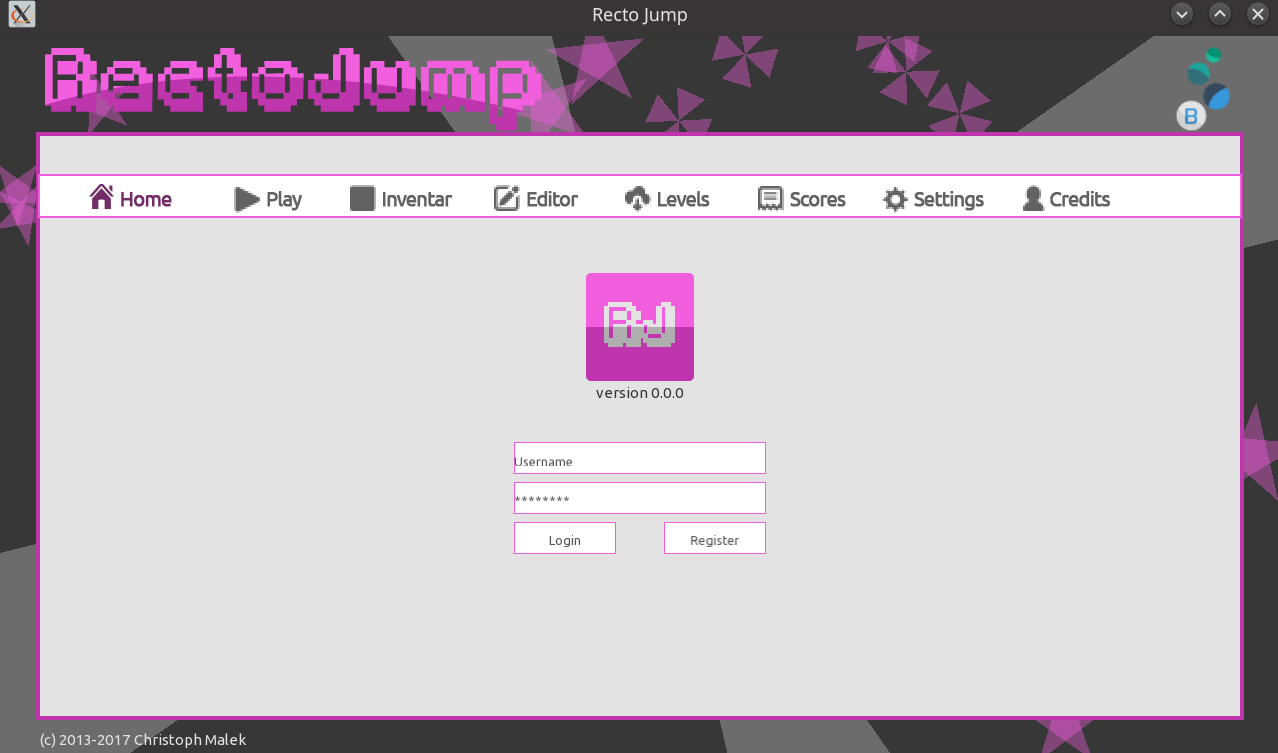 Recto Jump
RectoJump
B
Home Play Inventar Editor Levels Scores Settings Credits
RJ
version 0.0.0
Username
********
Login Register
(c) 2013-2017 Christoph Malek